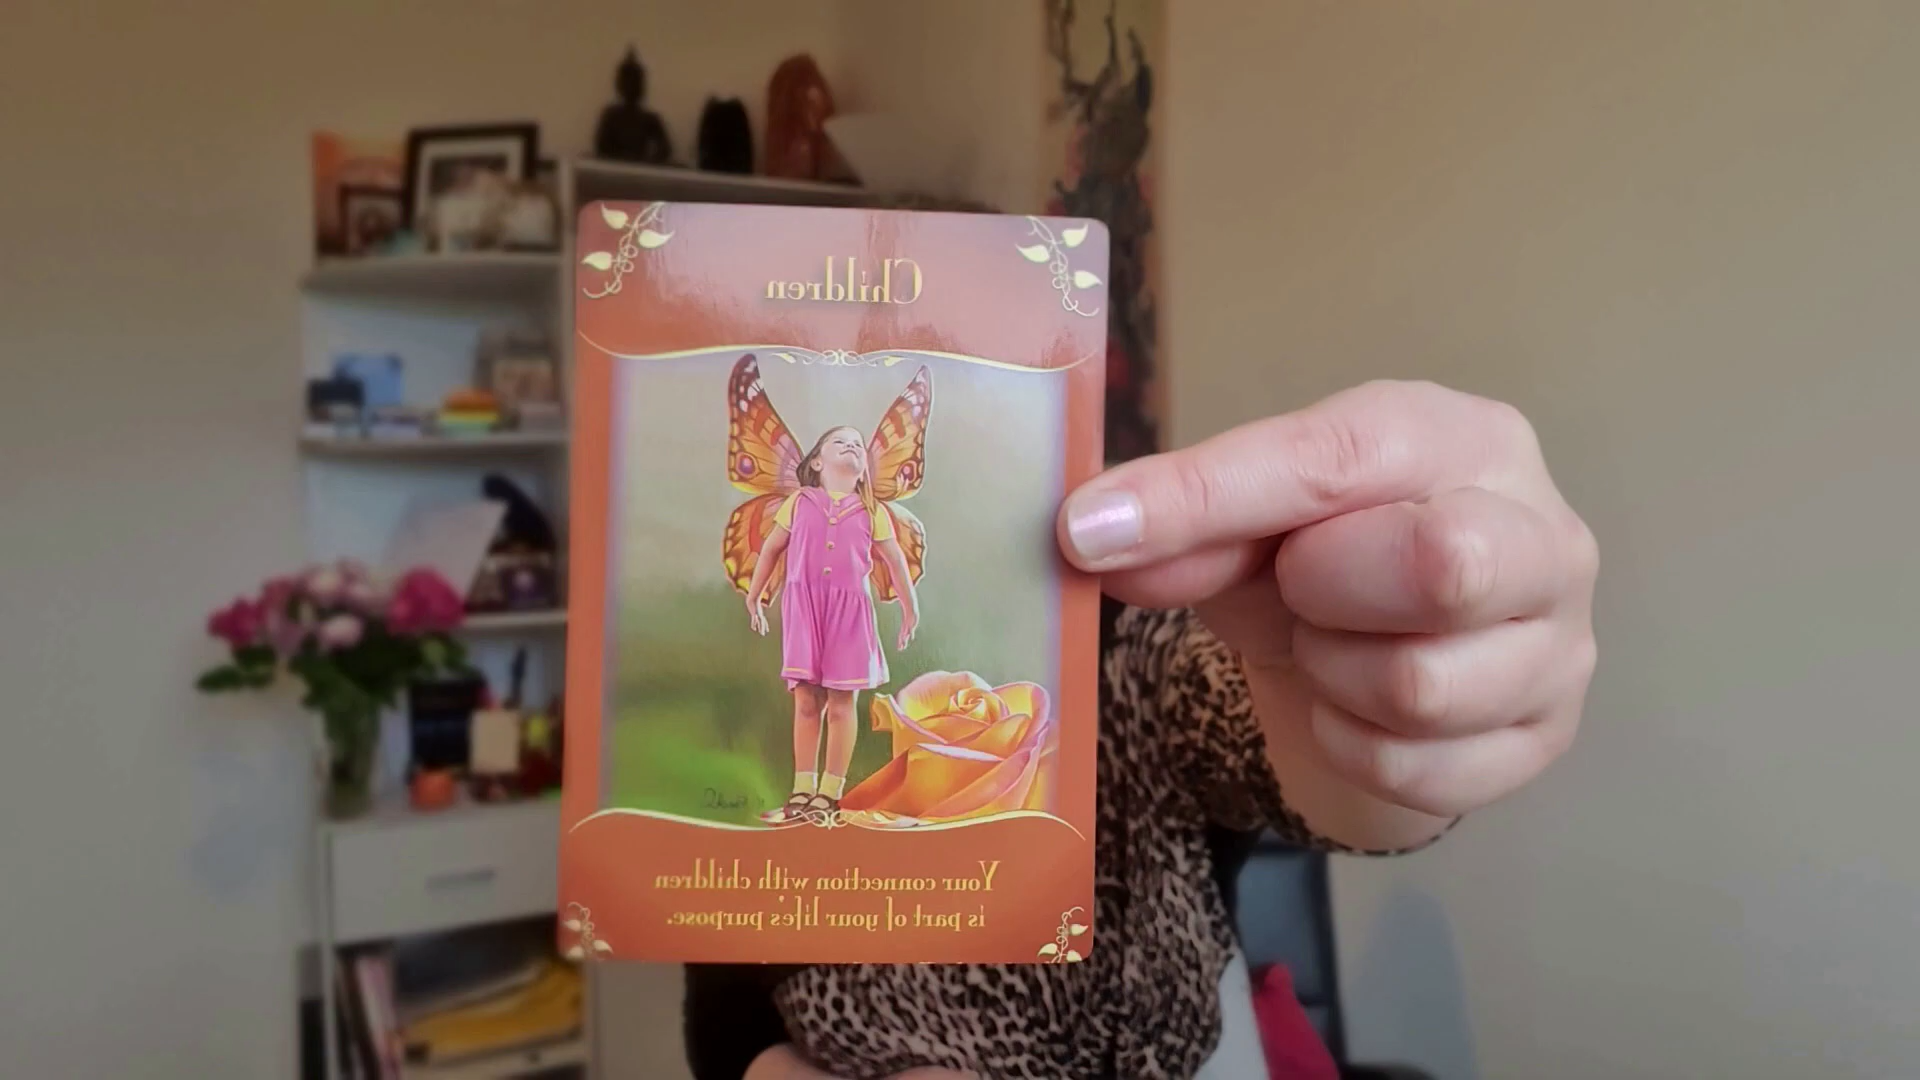 Children
Your connection with children
is part of your life's purpose.